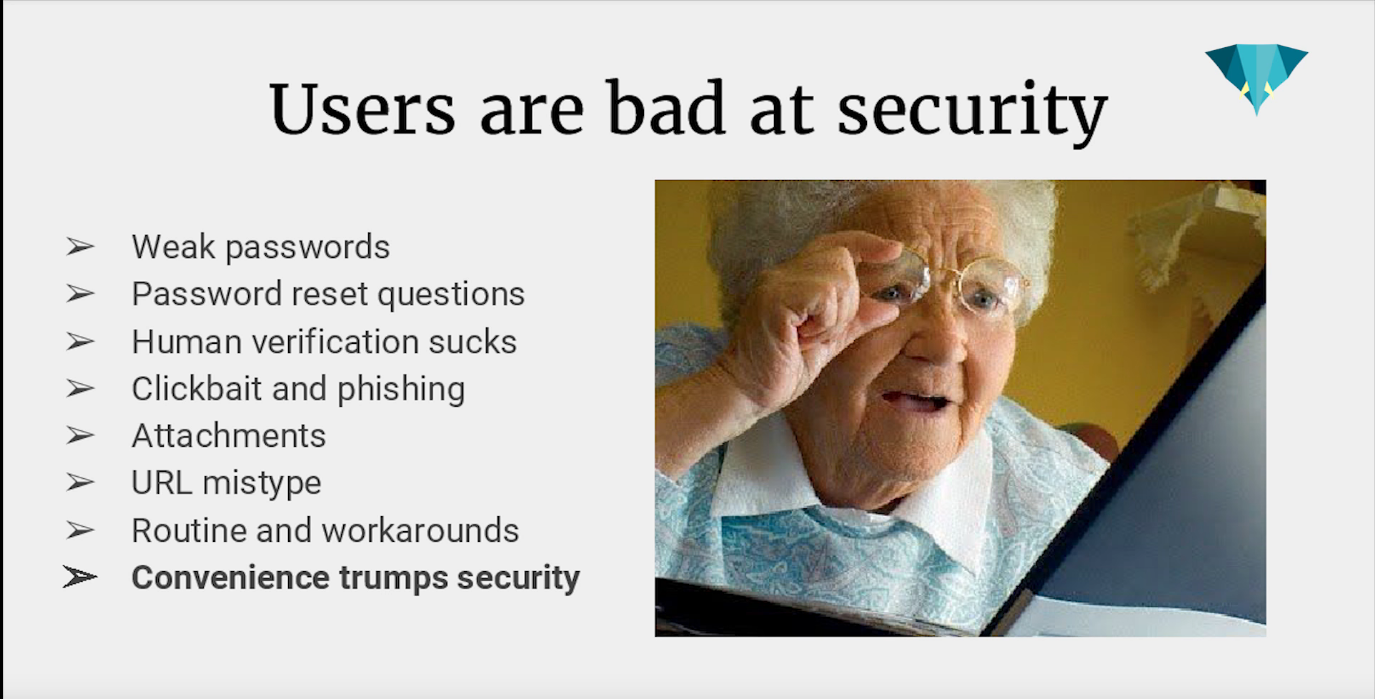 Users are bad at security
➢ Weak passwords
➢ Password reset questions
➢ Human verification sucks
➢ Clickbait and phishing
➢ Attachments
➢ URL mistype
➢ Routine and workarounds
➢ Convenience trumps security